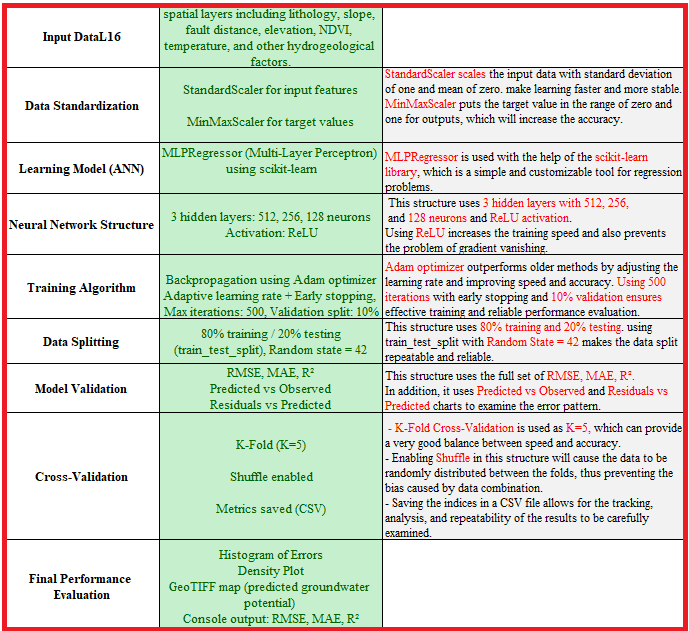 Input DataL16
spatial layers including lithology, slope,
fault distance, elevation, NDVI,
temperature, and other hydrogeological
factors.
Data Standardization
StandardScaler for input features
MinMaxScaler for target values
StandardScaler scales the input data with standard deviation
of one and mean of zero. make learning faster and more stable.
MinMaxScaler puts the target value in the range of zero and
one for outputs, which will increase the accuracy.
Learning Model (ANN)
MLPRegressor (Multi-Layer Perceptron)
using scikit-learn
MLPRegressor is used with the help of the scikit-learn
library, which is a simple and customizable tool for regression
problems.
Neural Network Structure
3 hidden layers: 512, 256, 128 neurons
Activation: ReLU
This structure uses 3 hidden layers with 512, 256,
and 128 neurons and ReLU activation.
Using ReLU increases the training speed and also prevents
the problem of gradient vanishing.
Training Algorithm
Backpropagation using Adam optimizer
Adaptive learning rate + Early stopping,
Max iterations: 500, Validation split: 10%
Adam optimizer outperforms older methods by adjusting the
learning rate and improving speed and accuracy. Using 500
iterations with early stopping and 10% validation ensures
effective training and reliable performance evaluation.
Data Splitting
80% training / 20% testing
(train_test_split), Random state = 42
This structure uses 80% training and 20% testing. using
train_test_split with Random State = 42 makes the data split
repeatable and reliable.
Model Validation
RMSE, MAE, R²
Predicted vs Observed
Residuals vs Predicted
This structure uses the full set of RMSE, MAE, R².
In addition, it uses Predicted vs Observed and Residuals vs
Predicted charts to examine the error pattern.
Cross-Validation
K-Fold (K=5)
Shuffle enabled
Metrics saved (CSV)
- K-Fold Cross-Validation is used as K=5, which can provide
a very good balance between speed and accuracy.
- Enabling Shuffle in this structure will cause the data to be
randomly distributed between the folds, thus preventing the
bias caused by data combination.
- Saving the indices in a CSV file allows for the tracking,
analysis, and repeatability of the results to be carefully
examined.
Final Performance
Evaluation
Histogram of Errors
Density Plot
GeoTIFF map (predicted groundwater
potential)
Console output: RMSE, MAE, R²